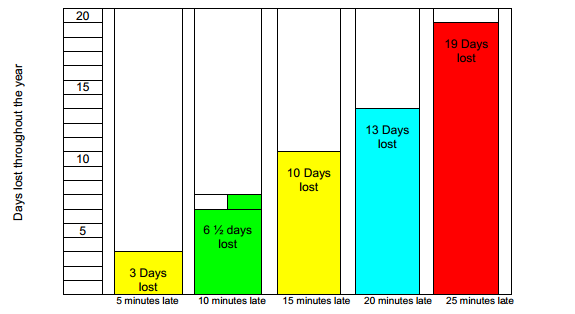 20
15
10
5
Days lost throughout the year
3 Days
lost
6 ½ days
lost
10 Days
lost
13 Days
lost
19 Days
lost
5 minutes late 10 minutes late 15 minutes late 20 minutes late 25 minutes late